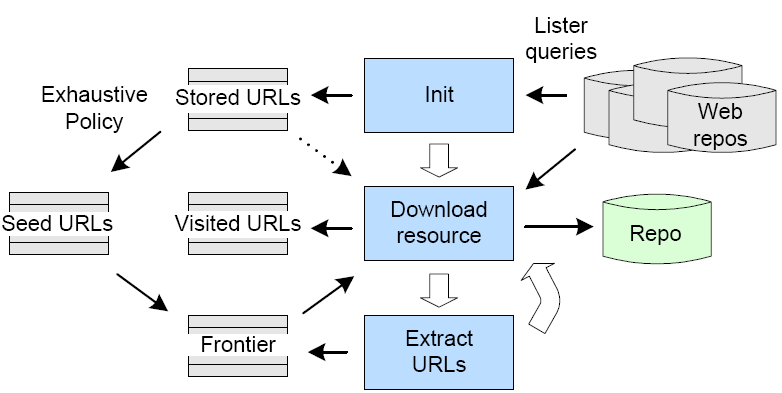 Lister
queries
Exhaustive
Policy
Stored URLs
Init
Web
repos
Seed URLs
Visited URLs
Download
resource
Repo
Frontier
Extract
URLs